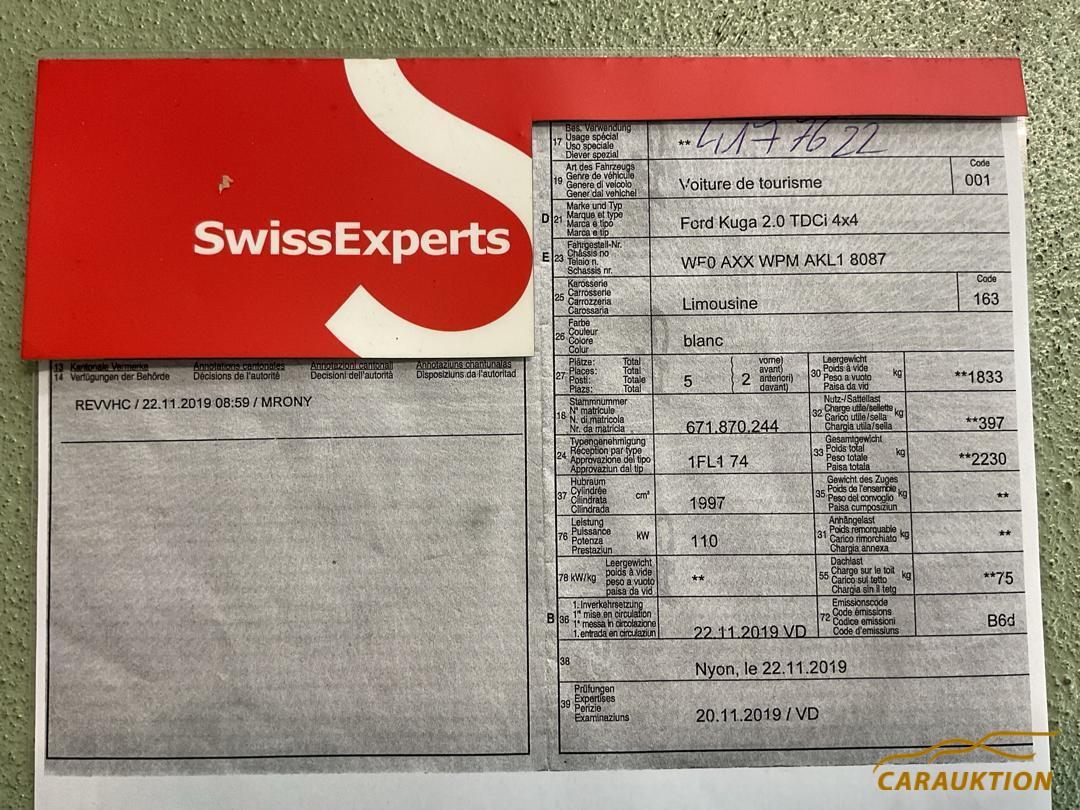 SwissExperts
13 Kantonale Vermerke Annotations cantonales Annotazioni cantonali Annotaziuns chantunalas
14 Verfügungen der Behörde Décisions de l'autorité Decisioni dell'autorità Disposiziuns da l'autoritad
REVVHC / 22.11.2019 08:59 / MRONY
Bes. Verwendung
17 Usage spécial ** 4177622
Uso speciale
Diever spezial
Art des Fahrzeugs Code
19 Genre de véhicule Voiture de tourisme 001
Genere di veicolo
Gener dal vehichel
Marke und Typ
D 21 Marque et type Ford Kuga 2.0 TDCi 4x4
Marca e tipo
Marca e tip
Fahrgestell-Nr.
E 23 Châssis no WF0 AXX WPM AKL1 8087
Telaio n.
Schassis nr.
Karosserie Code
25 Carrosserie Limousine 163
Carrozzeria
Carossaria
Farbe
26 Couleur blanc
Colore
Colur
Plätze: Total vorne) Leergewicht
27 Places: Total 5 ( 2 avant) 30 Poids à vide kg **1833
Posti: Totale anteriori) Peso a vuoto
Plazs: Total davant) Paisa da vid
Stammnummer Nutz-/Sattellast
18 N° matricule 671.870.244 32 Charge utile/sellette kg **397
N. di matricola Carico utile/sella
Nr. da matricla Chargia utila/sella
Typengenehmigung Gesamtgewicht
24 Réception par type 1FL1 74 33 Poids total kg **2230
Approvazione del tipo Peso totale
Approvaziun dal tip Paisa totala
Hubraum Gewicht des Zuges
37 Cylindrée cm³ 1997 35 Poids de l'ensemble kg **
Cilindrata Peso del convoglio
Cilindrada Paisa cumposiziun
Leistung Anhängelast
76 Puissance kW 110 31 Poids remorquable kg **
Potenza Carico rimorchiato
Prestaziun Chargia annexa
Leergewicht Dachlast
78 kW/kg poids à vide ** 55 Charge sur le toit kg **75
peso a vuoto Carico sul tetto
paisa da vid Chargia sin il tetg
1. Inverkehrsetzung Emissionscode
B 36 1re mise en circulation 22.11.2019 VD 72 Code émissions B6d
1a messa in circolazione Codice emissioni
1. entrada en circulaziun Code d'emissiuns
38 Nyon, le 22.11.2019
Prüfungen
39 Expertises 20.11.2019 / VD
Perizie
Examinaziuns
CARAUKTION